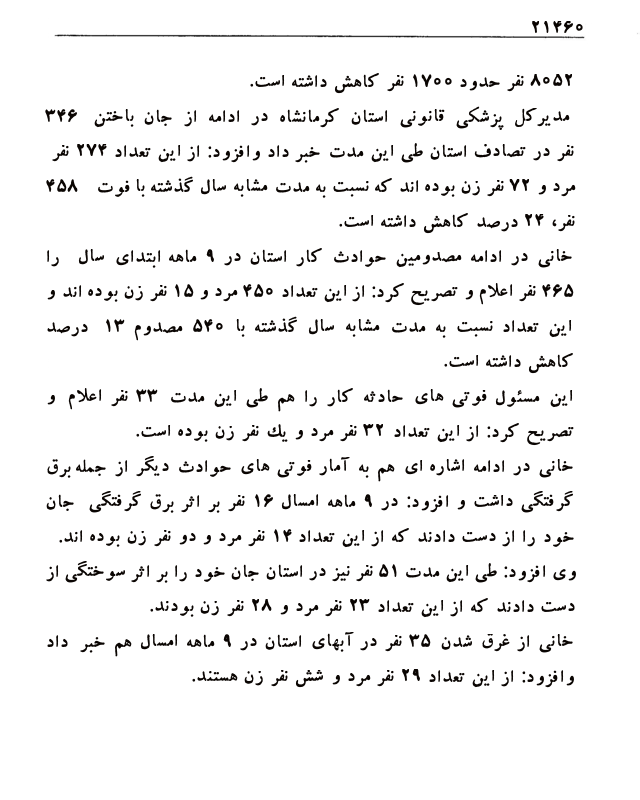 ۲۱۴۶۰
۸۰۵۲ نفر حدود ۱۷۰۰ نفر کاهش داشته است.
مدیرکل پزشکی قانونی استان کرمانشاه در ادامه از جان باختن ۳۴۶
نفر در تصادف استان طی این مدت خبر داد وافزود: از این تعداد ۲۷۴ نفر
مرد و ۷۲ نفر زن بوده اند که نسبت به مدت مشابه سال گذشته با فوت ۴۵۸
نفر، ۲۴ درصد کاهش داشته است.
خانی در ادامه مصدومین حوادث کار استان در ۹ ماهه ابتدای سال را
۴۶۵ نفر اعلام و تصریح کرد: از این تعداد ۴۵۰ مرد و ۱۵ نفر زن بوده اند و
این تعداد نسبت به مدت مشابه سال گذشته با ۵۴۰ مصدوم ۱۳ درصد
کاهش داشته است.
این مسئول فوتی های حادثه کار را هم طی این مدت ۳۳ نفر اعلام و
تصریح کرد: از این تعداد ۳۲ نفر مرد و یك نفر زن بوده است.
خانی در ادامه اشاره ای هم به آمار فوتی های حوادث دیگر از جمله برق
گرفتگی داشت و افزود: در ۹ ماهه امسال ۱۶ نفر بر اثر برق گرفتگی جان
خود را از دست دادند که از این تعداد ۱۴ نفر مرد و دو نفر زن بوده اند.
وی افزود: طی این مدت ۵۱ نفر نیز در استان جان خود را بر اثر سوختگی از
دست دادند که از این تعداد ۲۳ نفر مرد و ۲۸ نفر زن بودند.
خانی از غرق شدن ۳۵ نفر در آبهای استان در ۹ ماهه امسال هم خبر داد
وافزود: از این تعداد ۲۹ نفر مرد و شش نفر زن هستند.